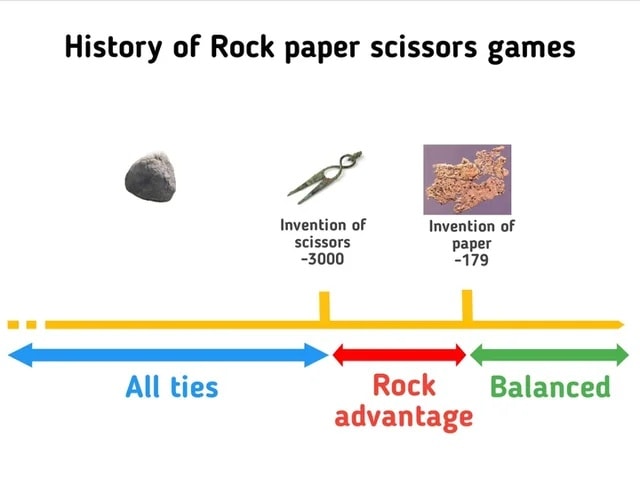 History of Rock paper scissors games
Invention of
scissors
-3000
Invention of
paper
-179
All ties
Rock
advantage
Balanced